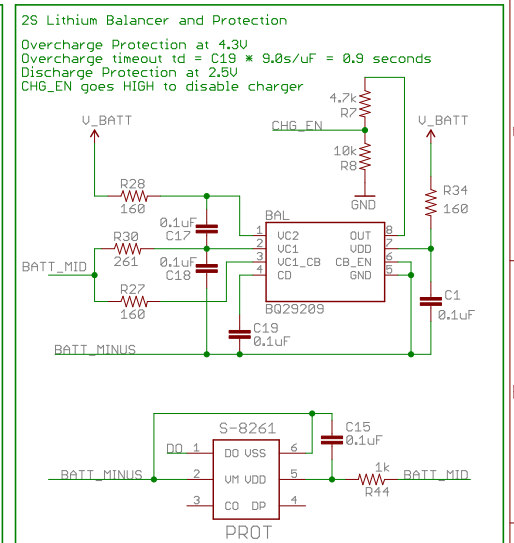 2S Lithium Balancer and Protection
Overcharge Protection at 4.3V
Overcharge timeout td = C19 * 9.0s/uF = 0.9 seconds
Discharge Protection at 2.5V
CHG_EN goes HIGH to disable charger
V_BATT
4.7k
R7
CHG_EN
V_BATT
10k
R8
R28
160
GND
R34
160
0.1uF
C17
BAL
R30
261
1 VC2 OUT 8
2 VC1 VDD 7
3 VC1_CB CB_EN 6
4 CD GND 5
BATT_MID
0.1uF
C18
R27
160
BQ29209
C1
0.1uF
C19
0.1uF
BATT_MINUS
S-8261
C15
0.1uF
DO 1 DO VSS 6
BATT_MINUS 2 VM VDD 5
1k
R44
BATT_MID
3 CO DP 4
PROT